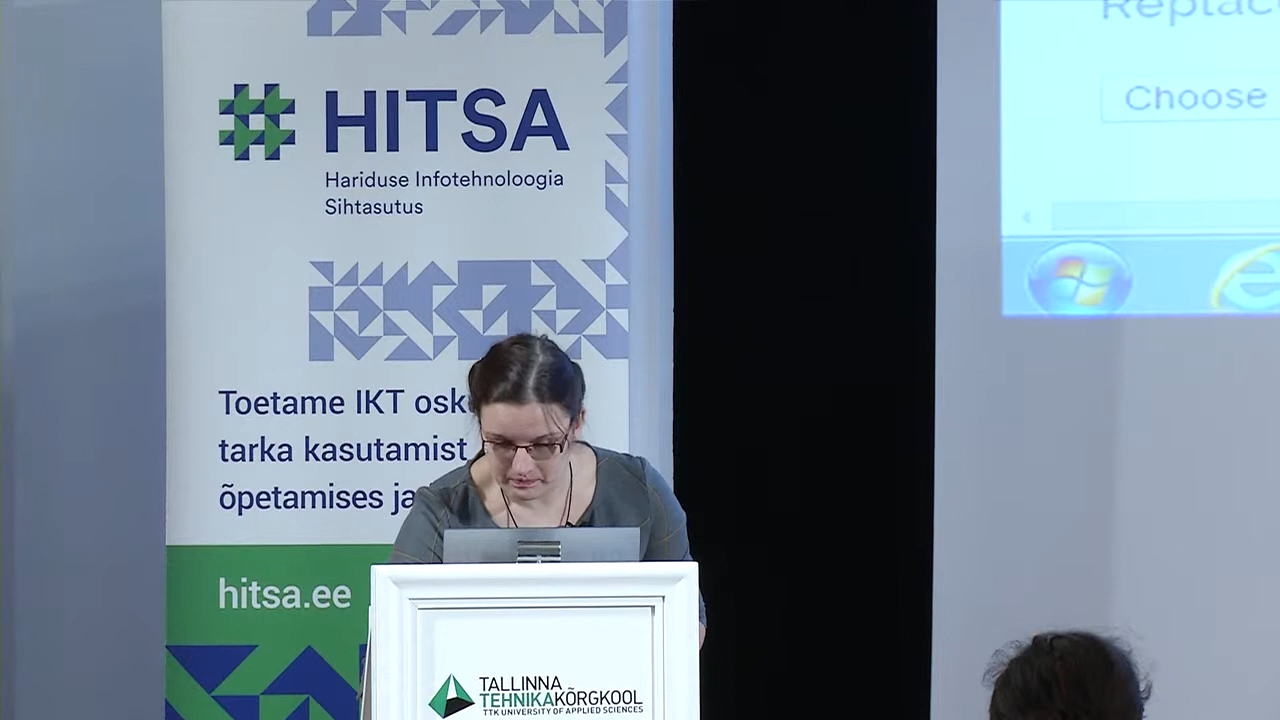 HITSA
Hariduse Infotehnoloogia
Sihtasutus
Toetame IKT osk
tarka kasutamist
õpetamises ja
hitsa.ee
TALLINNA
TEHNIKAKÕRGKOOL
TTK UNIVERSITY OF APPLIED SCIENCES
Replac
Choose